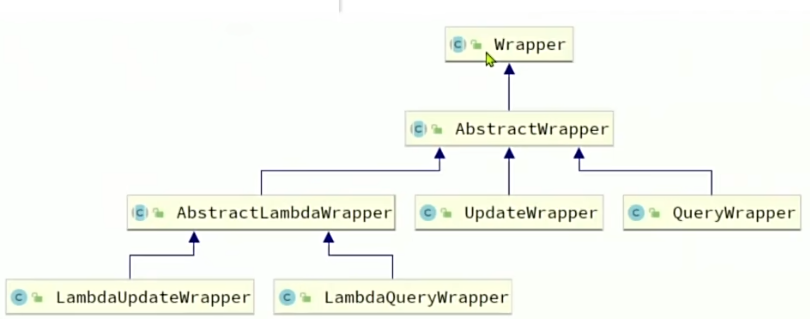 Wrapper
AbstractWrapper
AbstractLambdaWrapper
UpdateWrapper
QueryWrapper
LambdaUpdateWrapper
LambdaQueryWrapper